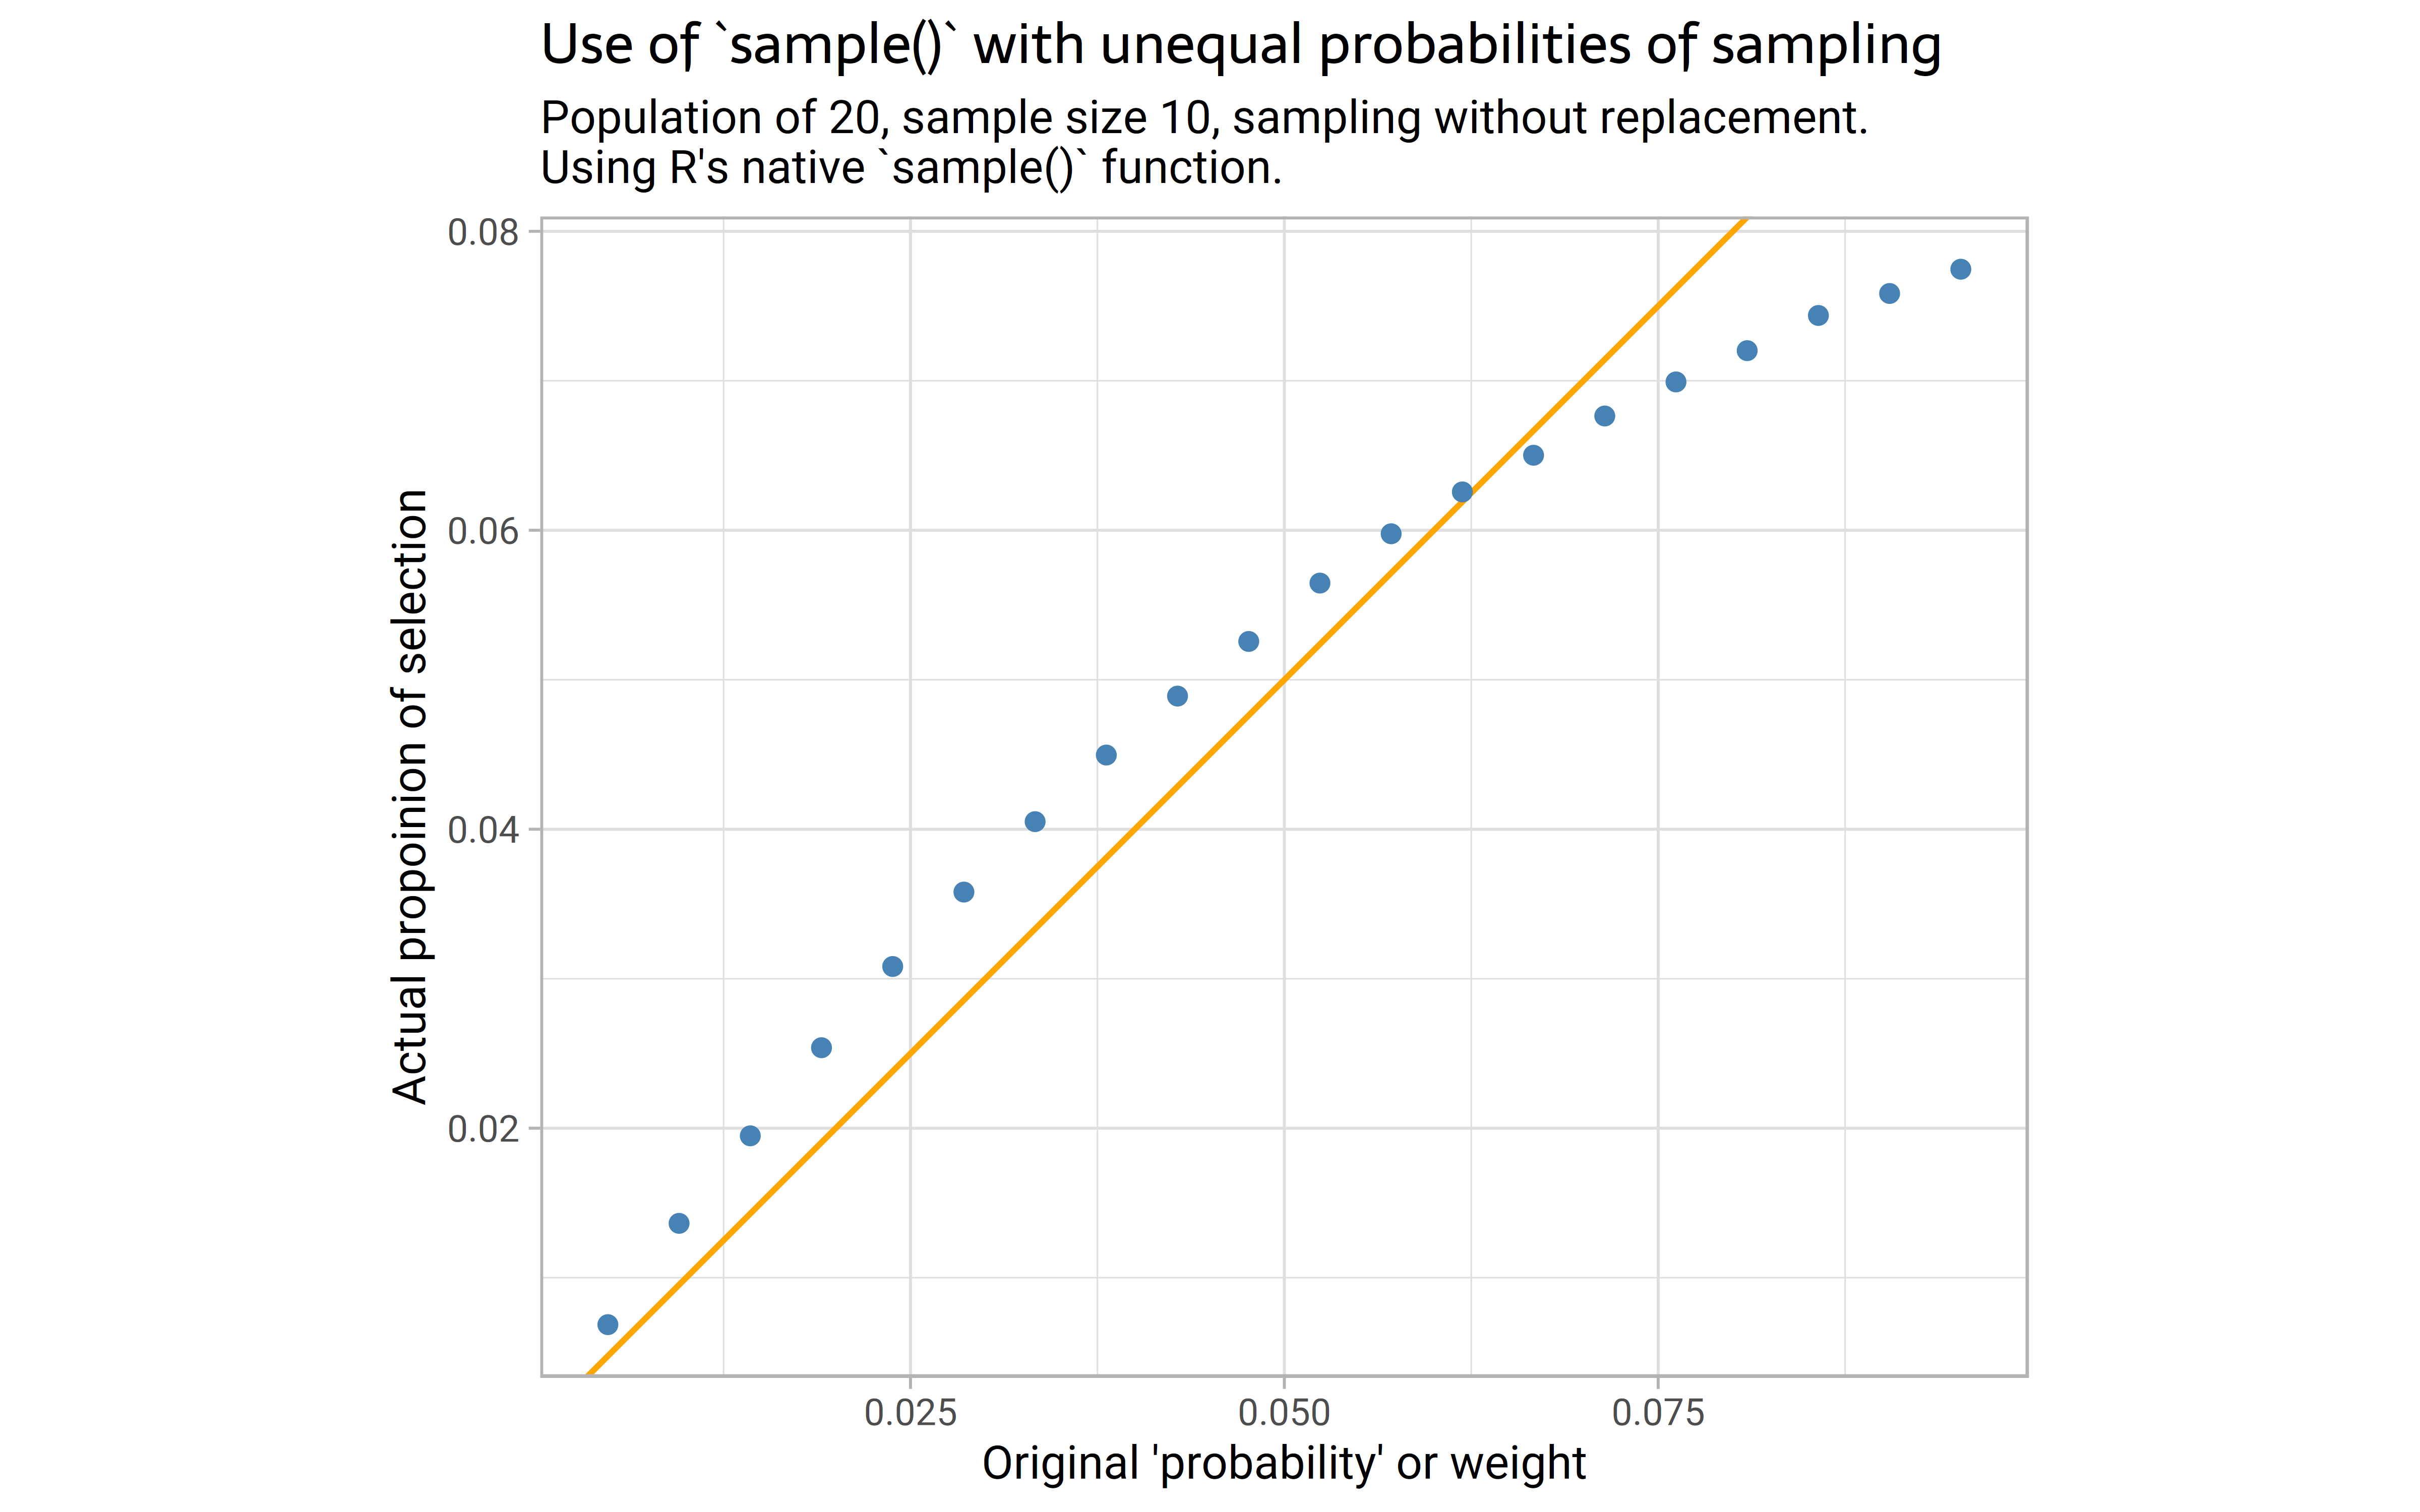 Use of `sample()` with unequal probabilities of sampling
Population of 20, sample size 10, sampling without replacement.
Using R's native `sample()` function.
0.08
0.06
0.04
0.02
Actual propoinion of selection
0.025
0.050
0.075
Original 'probability' or weight